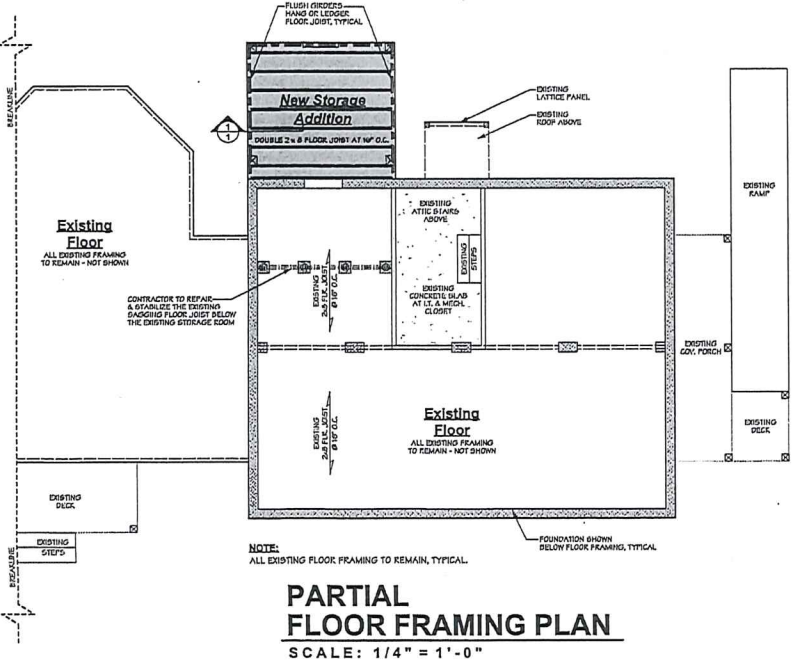 FLUSH GIRDERS
HANG OR LEDGER
FLOOR JOIST, TYPICAL
BREAKLINE
New Storage
Addition
1
1
DOUBLE 2 x 8 FLOOR JOIST AT 16" O.C.
EXISTING
LATTICE PANEL
EXISTING
ROOF ABOVE
EXISTING
RAMP
Existing
Floor
ALL EXISTING FRAMING
TO REMAIN - NOT SHOWN
EXISTING
ATTIC STAIRS
ABOVE
EXISTING
STEPS
EXISTING
2x8 FLR. JOIST
@ 16" O.C.
EXISTING
CONCRETE SLAB
AT I.T. & MECH.
CLOSET
CONTRACTOR TO REPAIR
& STABILIZE THE EXISTING
SAGGING FLOOR JOIST BELOW
THE EXISTING STORAGE ROOM
EXISTING
COV. PORCH
EXISTING
2x8 FLR. JOIST
@ 16" O.C.
Existing
Floor
ALL EXISTING FRAMING
TO REMAIN - NOT SHOWN
EXISTING
DECK
EXISTING
DECK
EXISTING
STEPS
BREAKLINE
FOUNDATION SHOWN
BELOW FLOOR FRAMING, TYPICAL
NOTE:
ALL EXISTING FLOOR FRAMING TO REMAIN, TYPICAL.
PARTIAL
FLOOR FRAMING PLAN
SCALE: 1/4" = 1'-0"